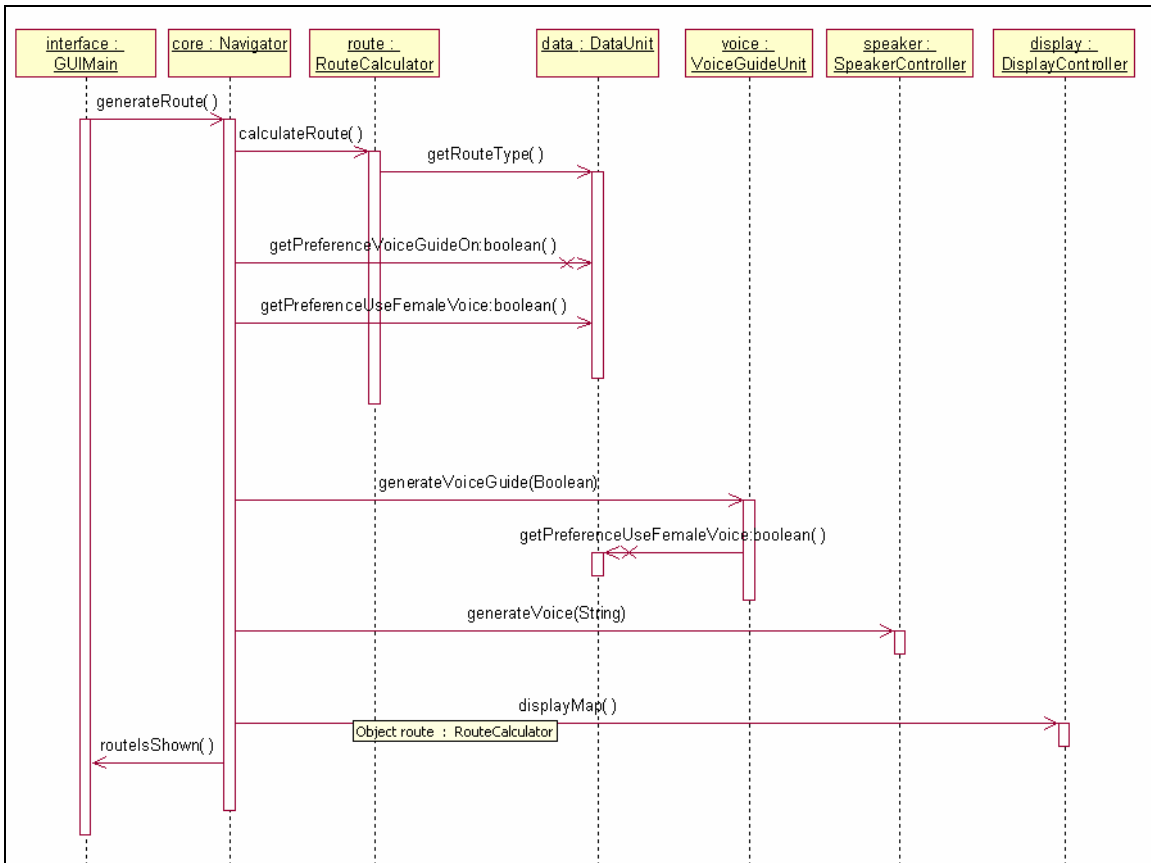 interface :
GUIMain
core : Navigator
route :
RouteCalculator
data : DataUnit
voice :
VoiceGuideUnit
speaker :
SpeakerController
display :
DisplayController
generateRoute( )
calculateRoute( )
getRouteType( )
getPreferenceVoiceGuideOn:boolean( )
getPreferenceUseFemaleVoice:boolean( )
generateVoiceGuide(Boolean)
getPreferenceUseFemaleVoice:boolean( )
generateVoice(String)
displayMap( )
Object route : RouteCalculator
routeIsShown( )